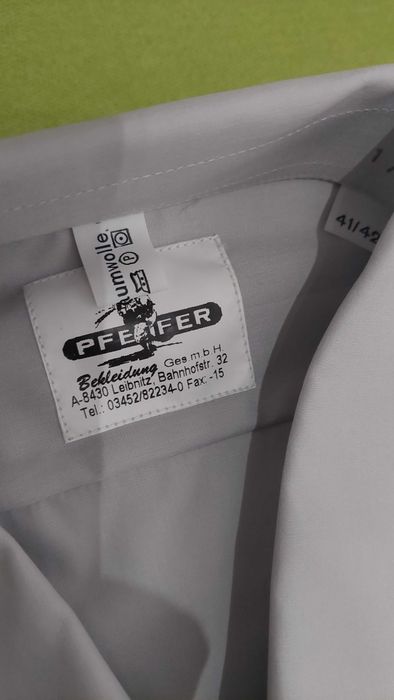 umwolle.
P
41/42
PFEIFER
Bekleidung Ges.m.b.H.
A-8430 Leibnitz, Bahnhofstr. 32
Tel.: 03452/82234-0 Fax: -15